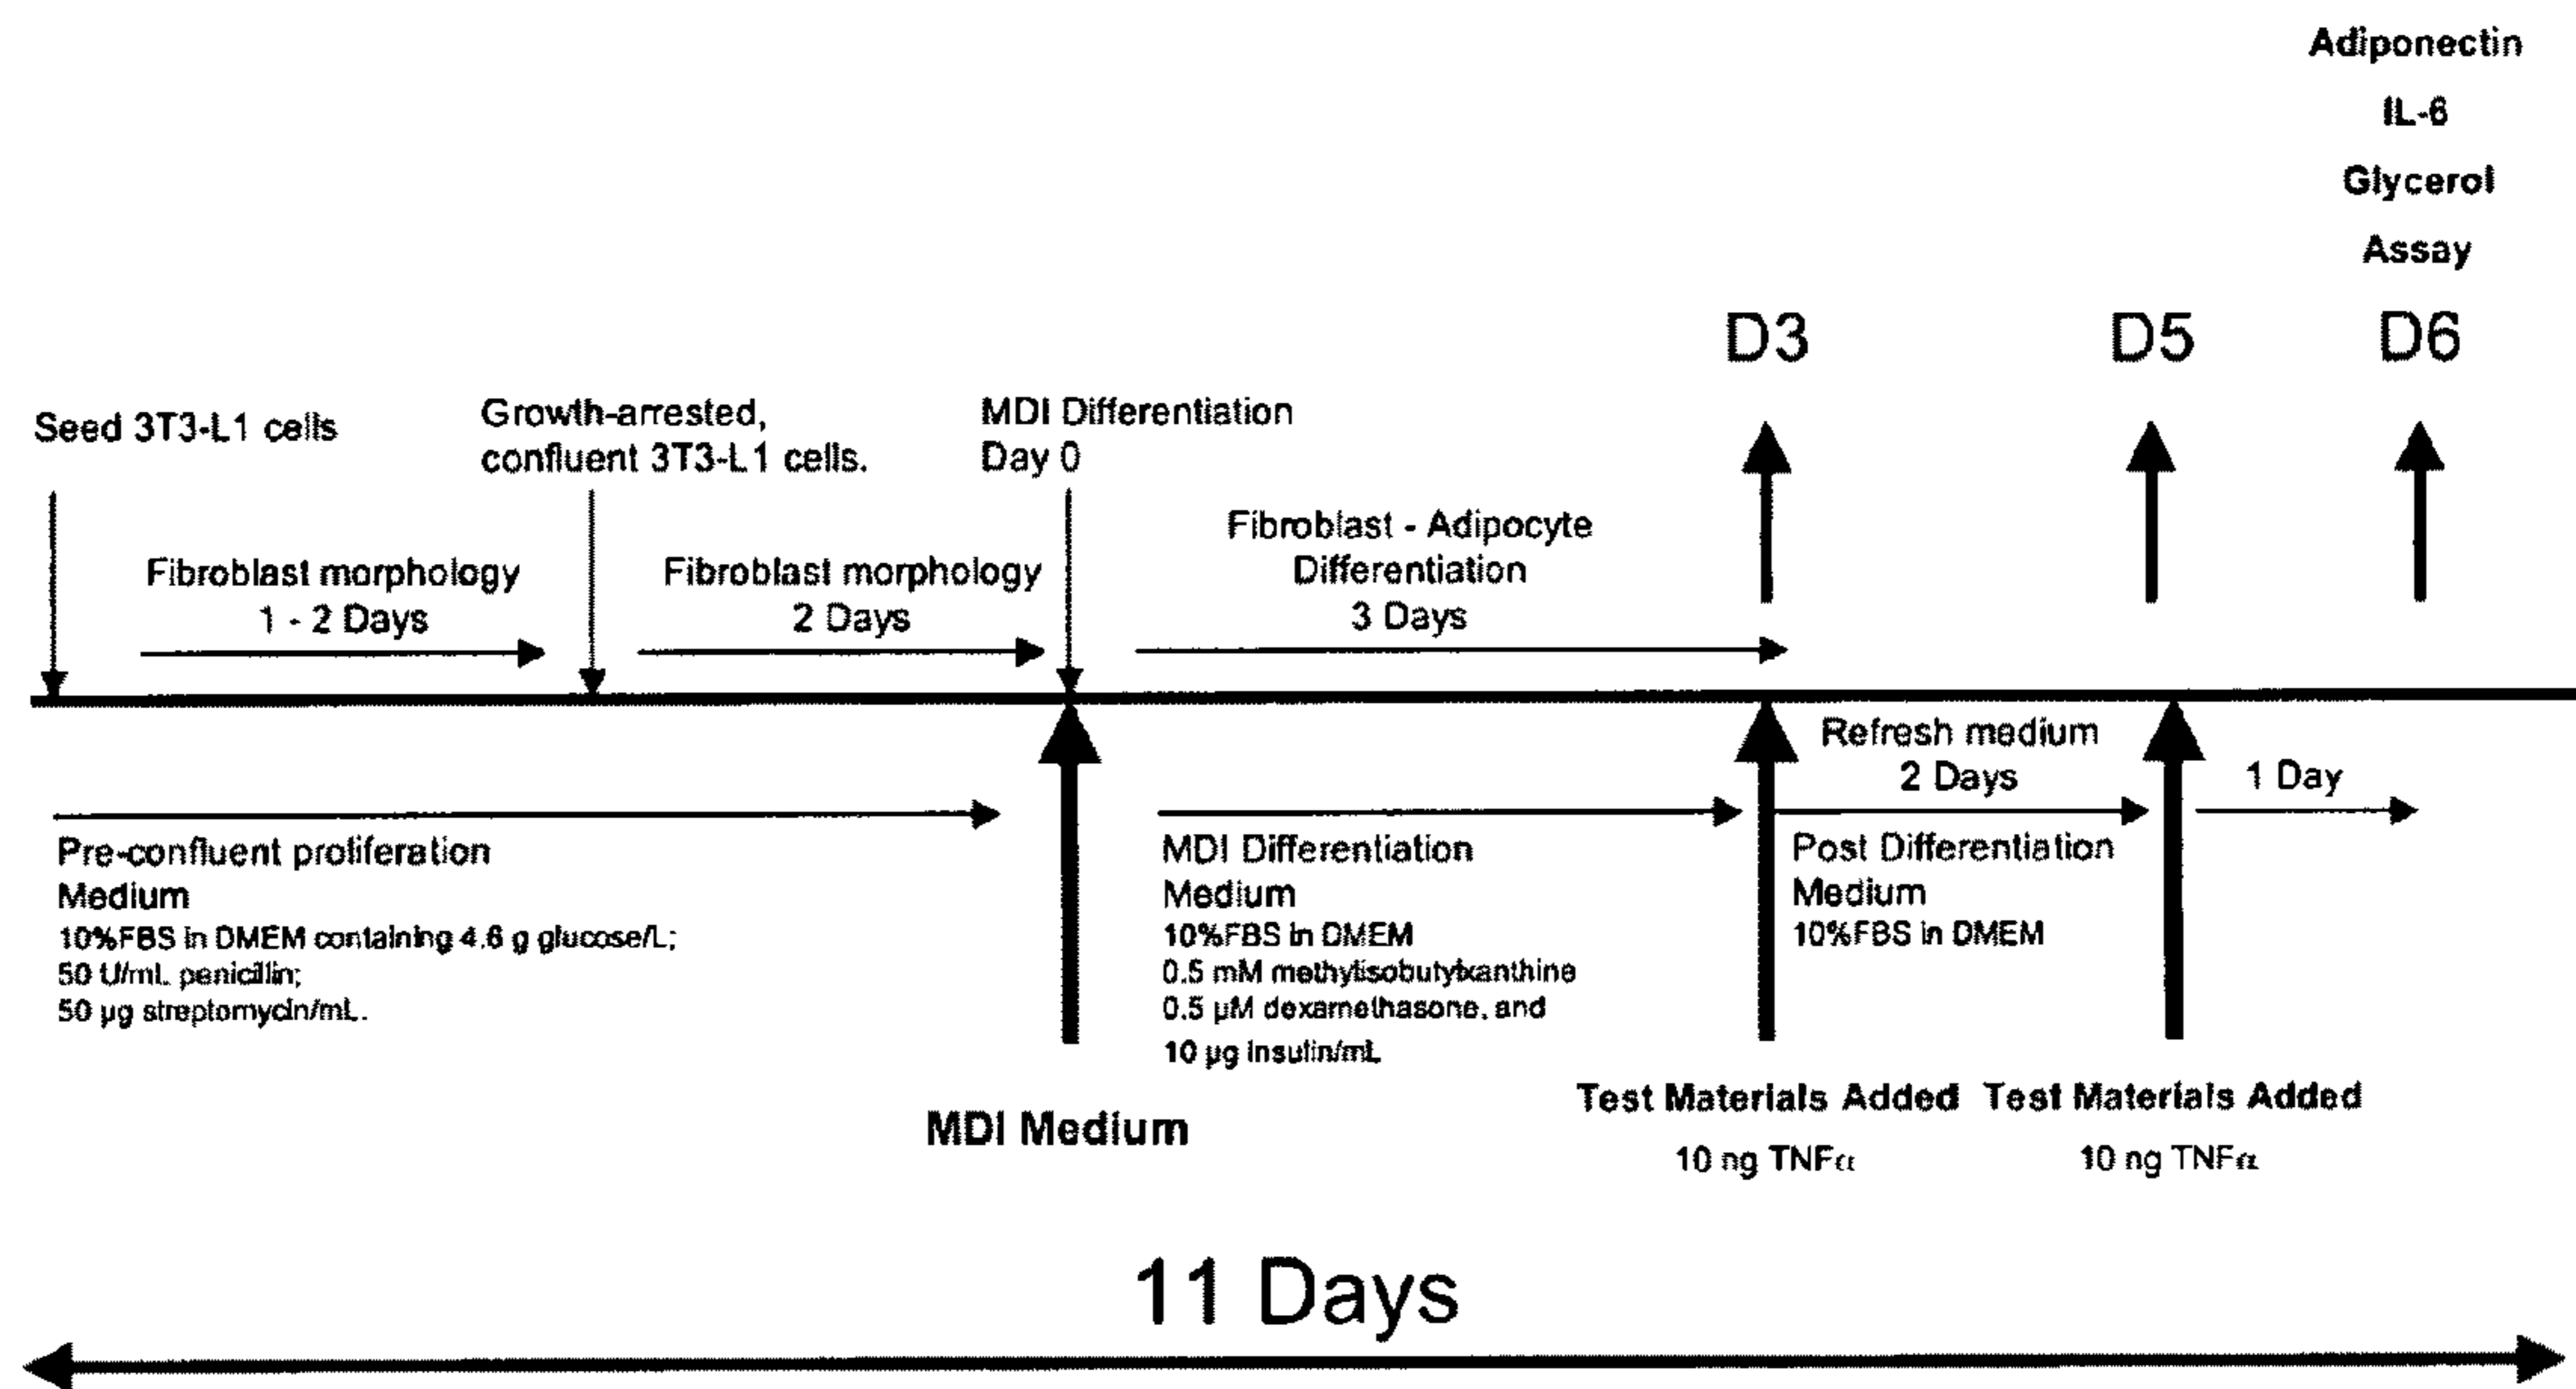 Adiponectin
IL-6
Glycerol
Assay
D3
D5
D6
Seed 3T3-L1 cells
Growth-arrested,
confluent 3T3-L1 cells.
MDI Differentiation
Day 0
Fibroblast morphology
1 - 2 Days
Fibroblast morphology
2 Days
Fibroblast - Adipocyte
Differentiation
3 Days
Refresh medium
2 Days
1 Day
Pre-confluent proliferation
Medium
10%FBS in DMEM containing 4.6 g glucose/L;
50 U/mL penicillin;
50 µg streptomycin/mL.
MDI Differentiation
Medium
10%FBS in DMEM
0.5 mM methylisobutylxanthine
0.5 µM dexamethasone, and
10 µg insulin/mL
Post Differentiation
Medium
10%FBS in DMEM
MDI Medium
Test Materials Added
10 ng TNFα
Test Materials Added
10 ng TNFα
11 Days